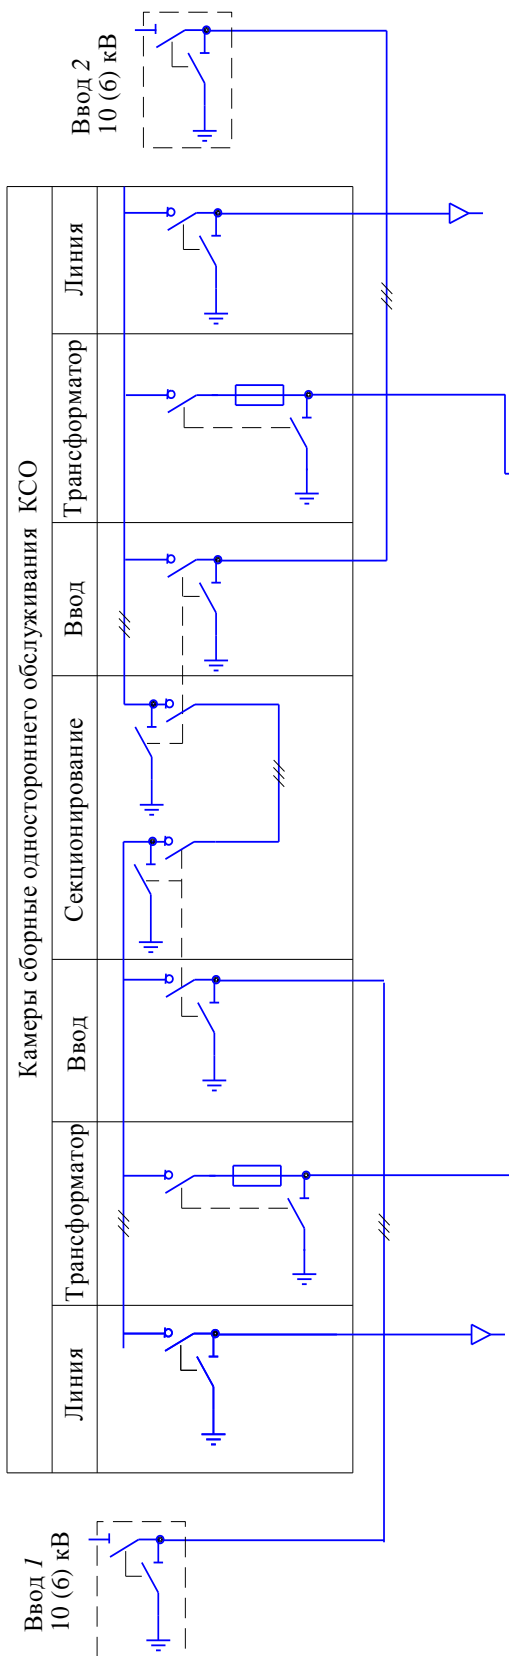 Камеры сборные одностороннего обслуживания КСО
Ввод 1
10 (6) кВ
Линия
Трансформатор
Ввод
Секционирование
Ввод
Трансформатор
Линия
Ввод 2
10 (6) кВ